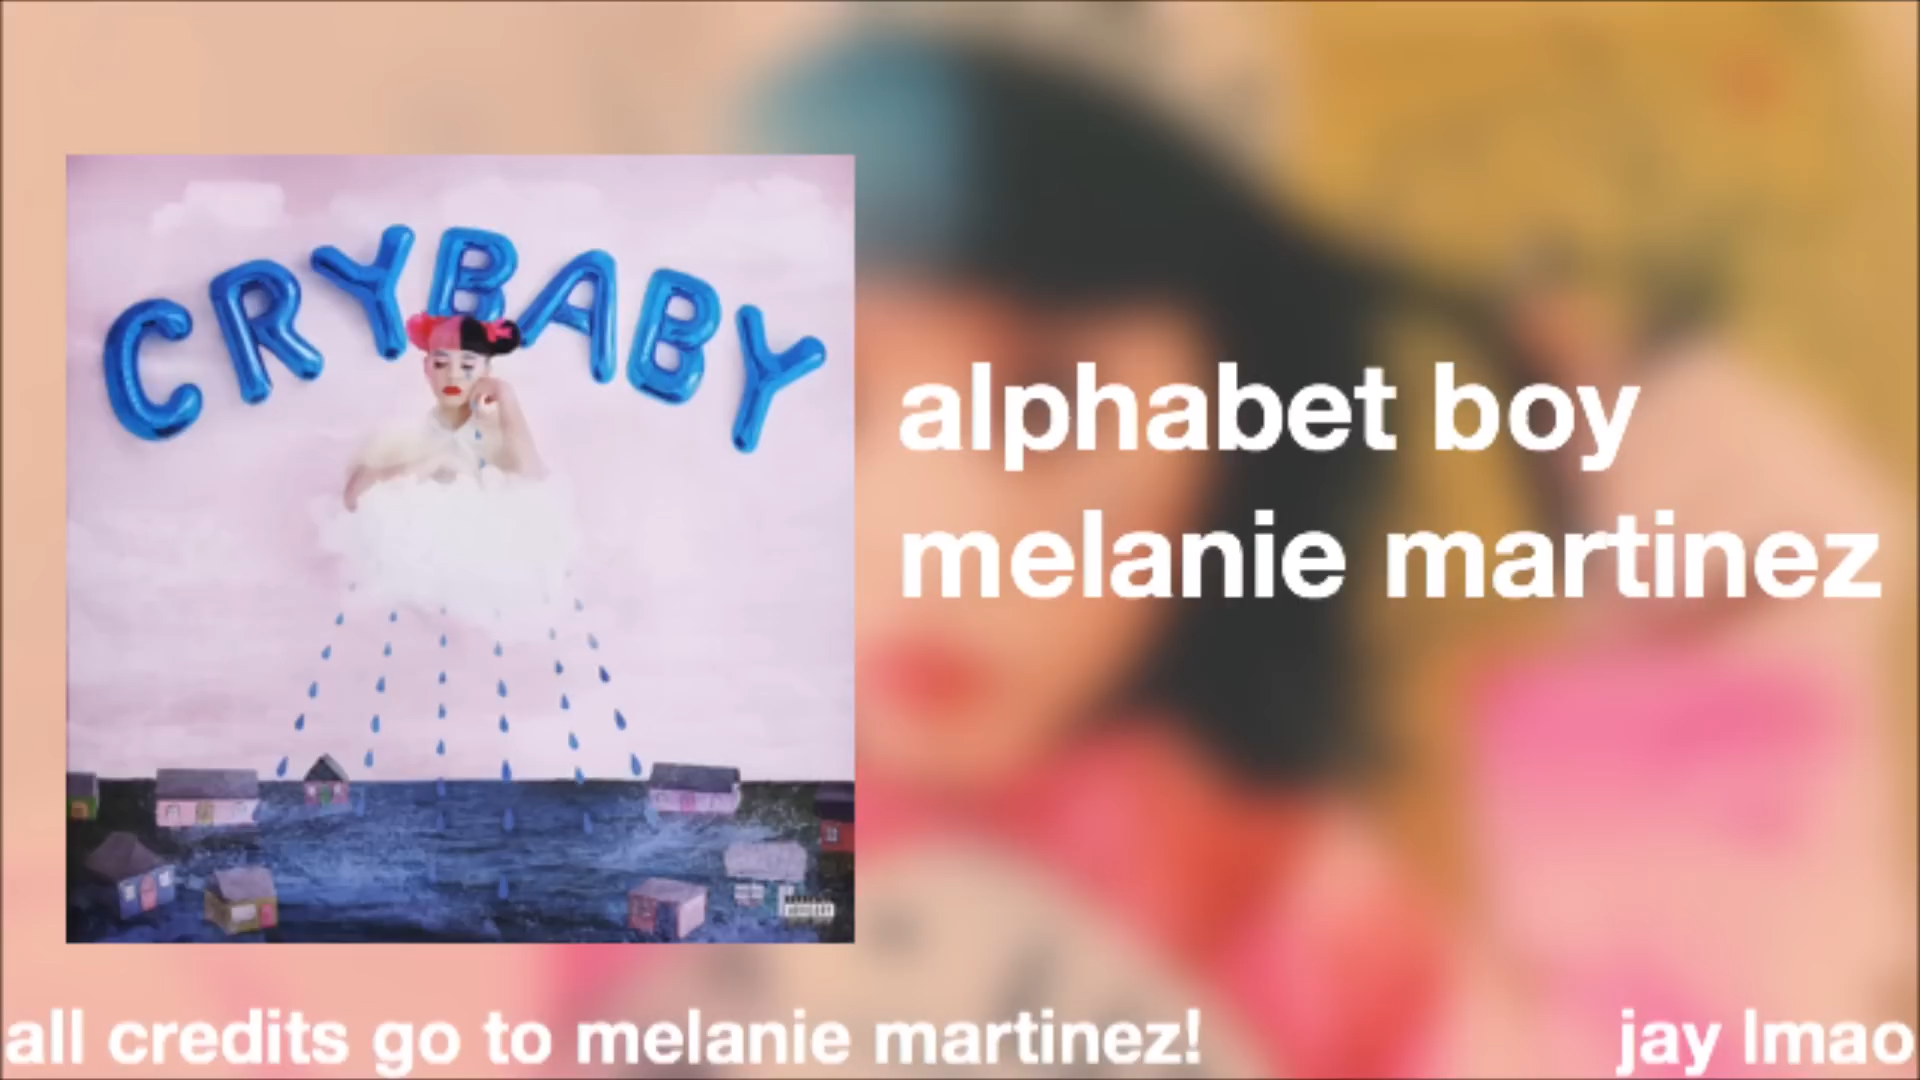 CRYBABY
alphabet boy
melanie martinez
all credits go to melanie martinez!
jay lmao